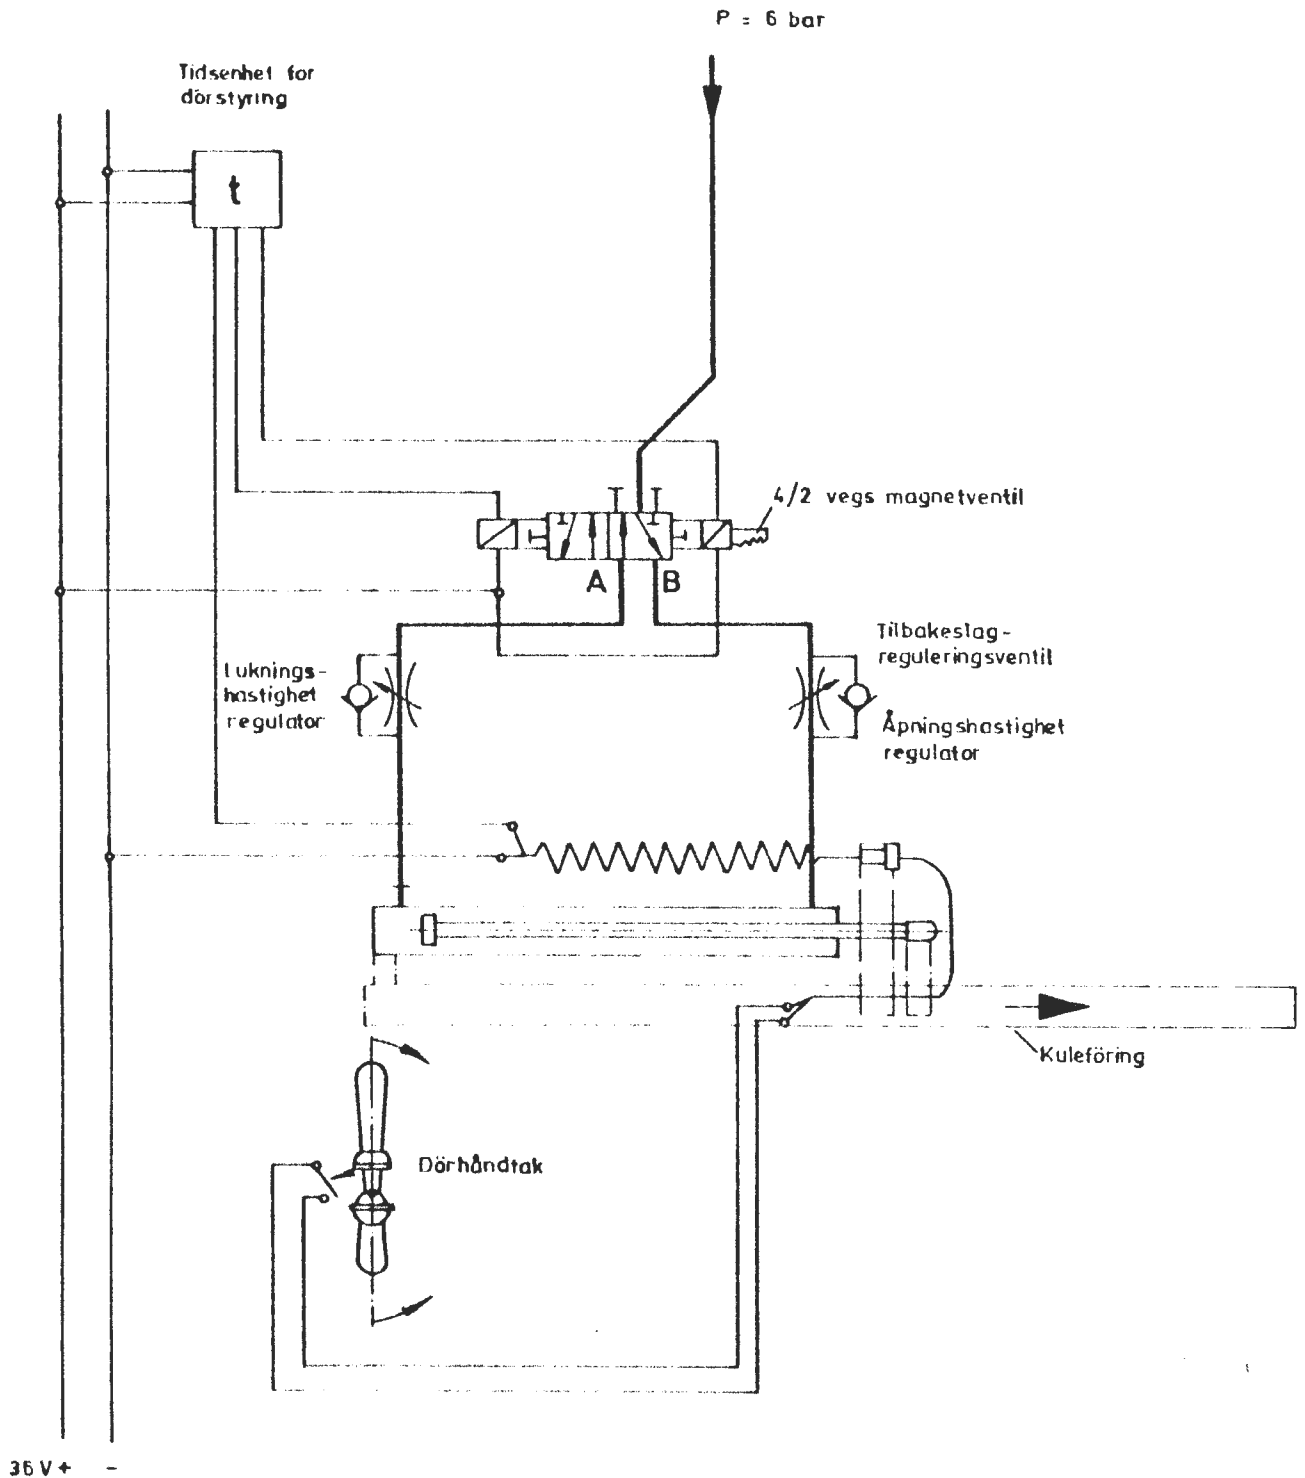 P = 6 bar
Tidsenhet for
dörstyring
t
4/2 vegs magnetventil
A
B
Tilbakeslag-
reguleringsventil
Luknings-
hastighet
regulator
Åpningshastighet
regulator
Kuleföring
Dörhåndtak
36 V + -